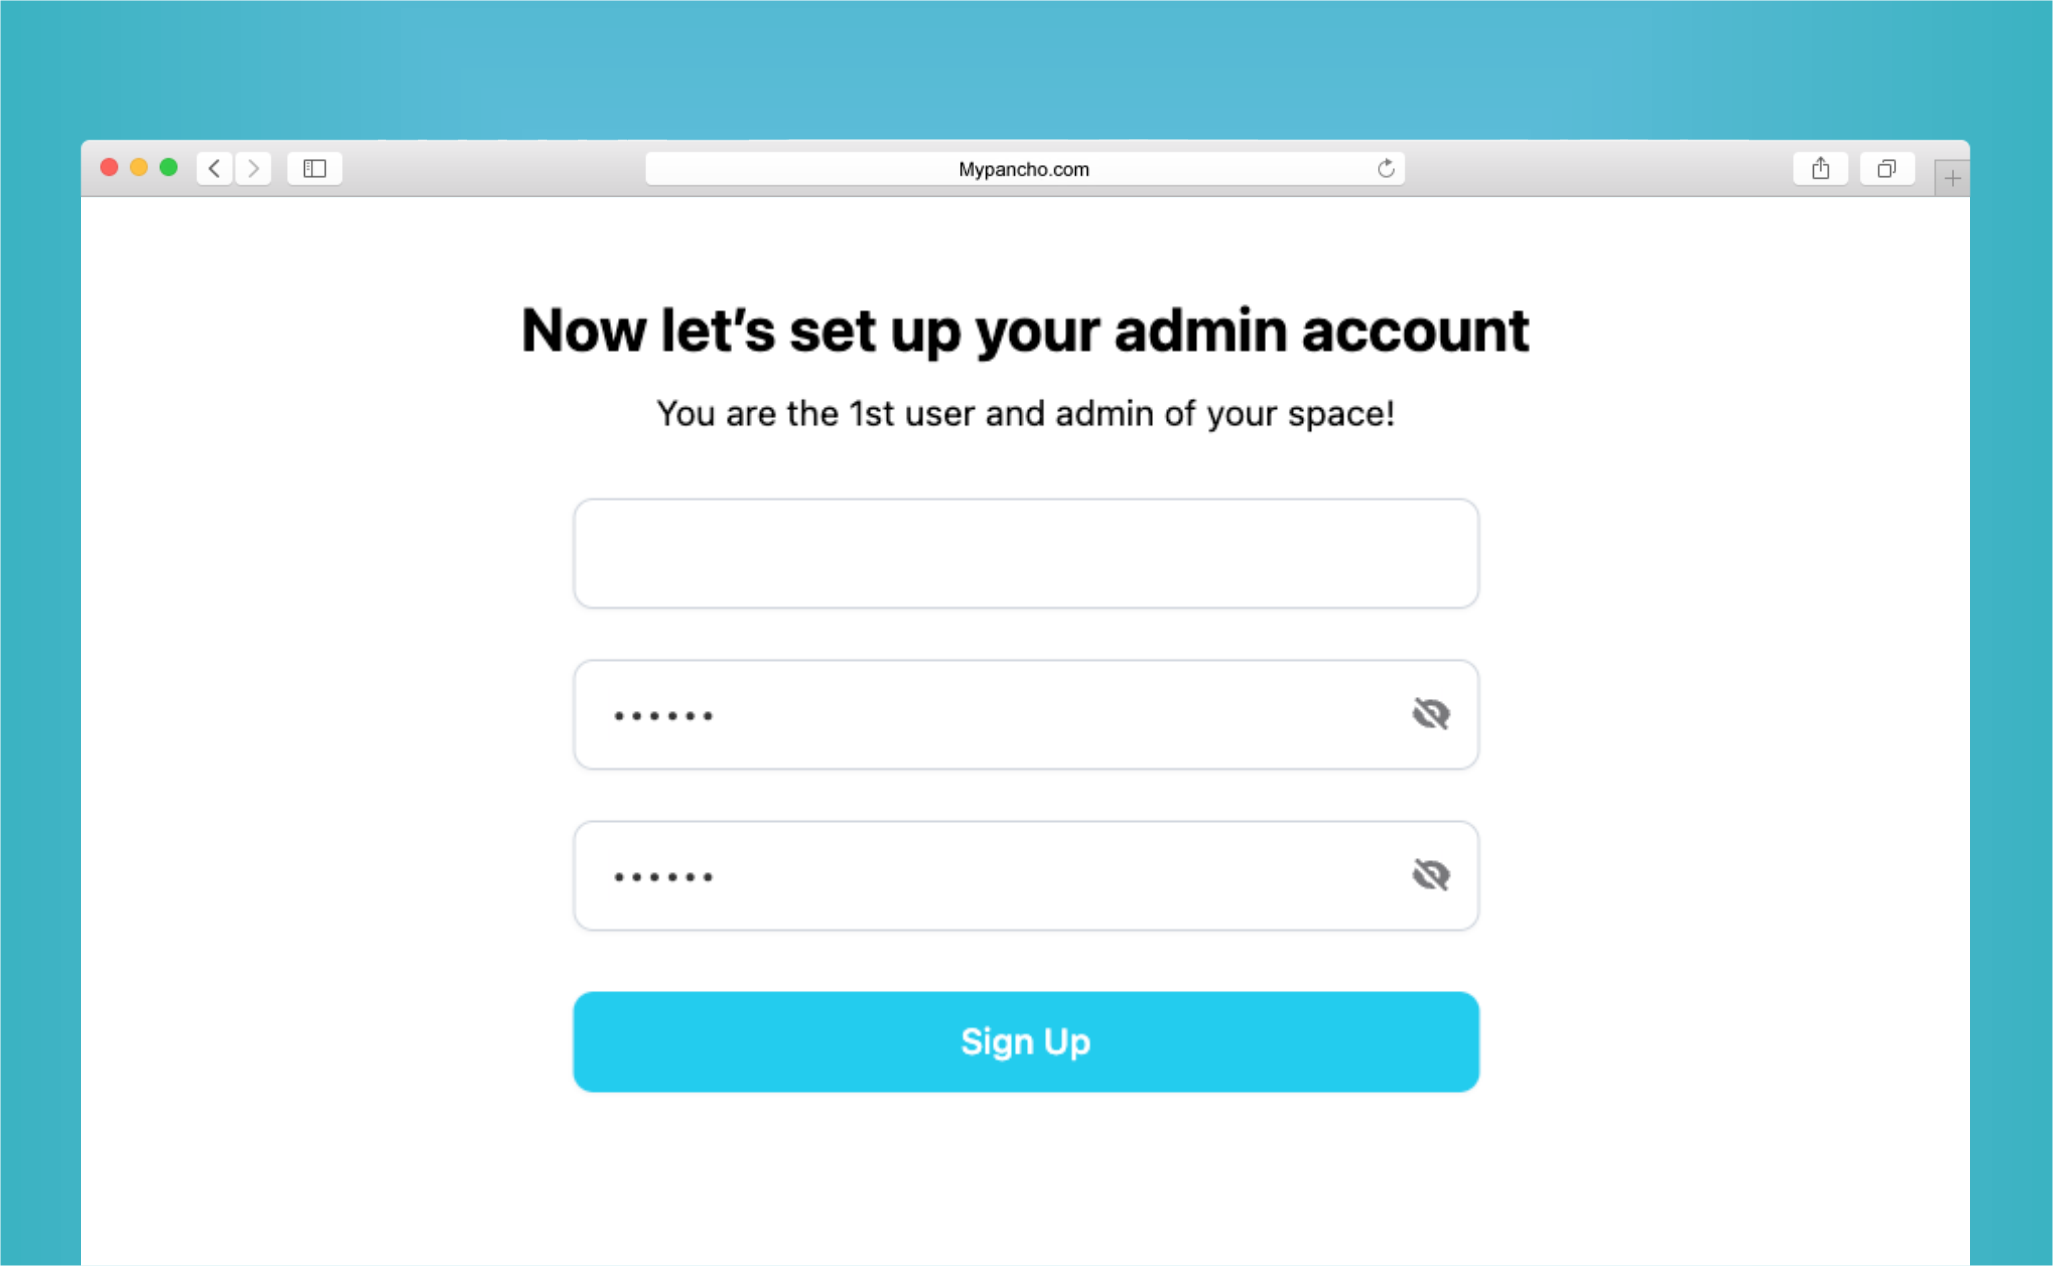 Mypancho.com
Now let’s set up your admin account
You are the 1st user and admin of your space!
••••••
••••••
Sign Up